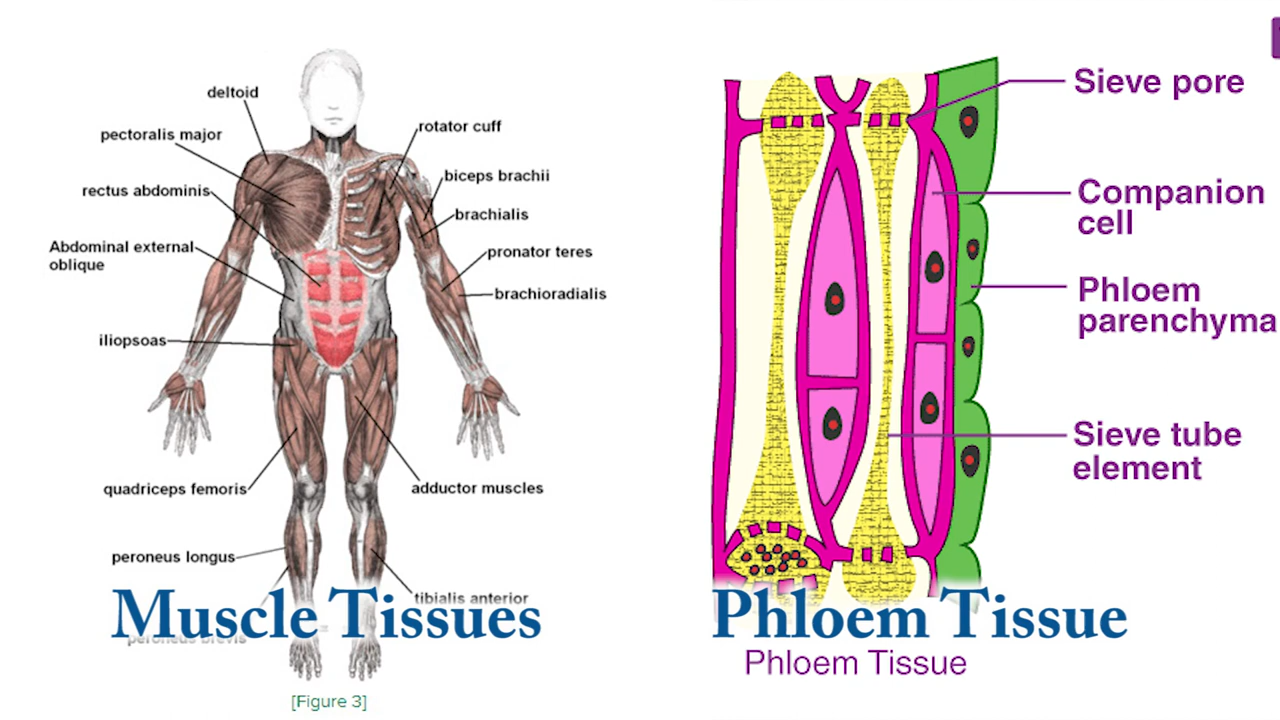 deltoid
pectoralis major
rectus abdominis
Abdominal external
oblique
iliopsoas
quadriceps femoris
peroneus longus
peroneus brevis
rotator cuff
biceps brachii
brachialis
pronator teres
brachioradialis
adductor muscles
tibialis anterior
Muscle Tissues
[Figure 3]
Sieve pore
Companion
cell
Phloem
parenchyma
Sieve tube
element
Phloem Tissue
Phloem Tissue